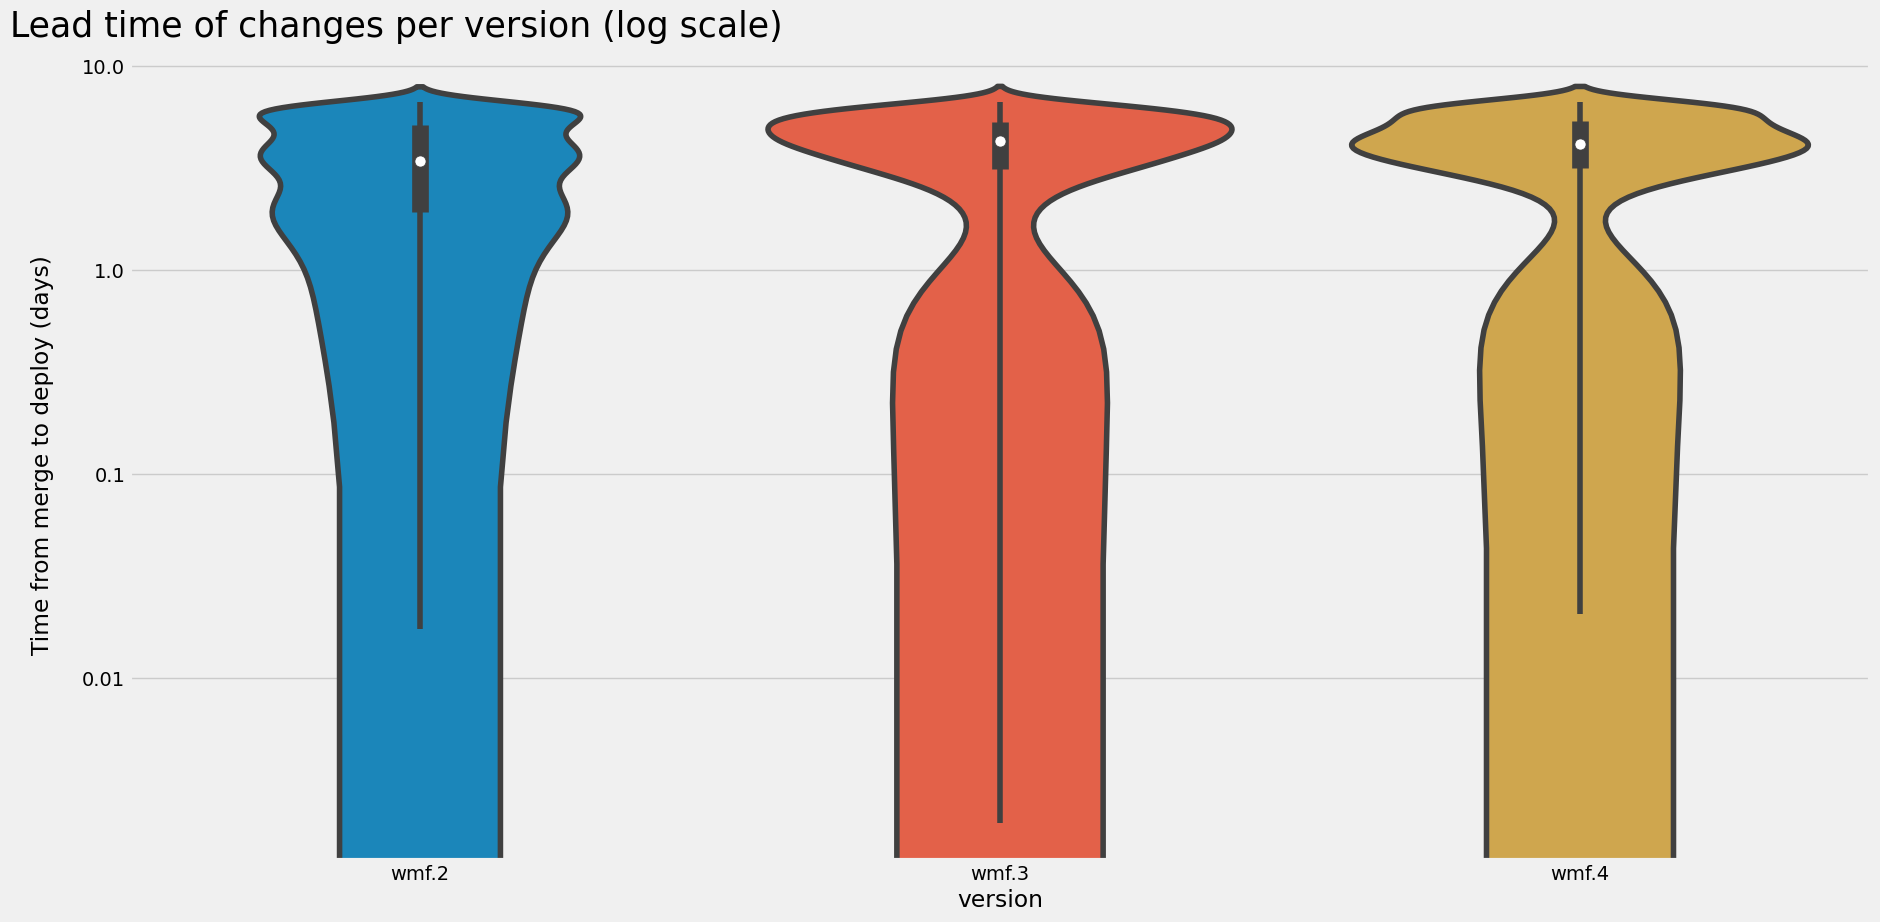 Lead time of changes per version (log scale)
10.0
1.0
0.1
0.01
Time from merge to deploy (days)
wmf.2
wmf.3
wmf.4
version